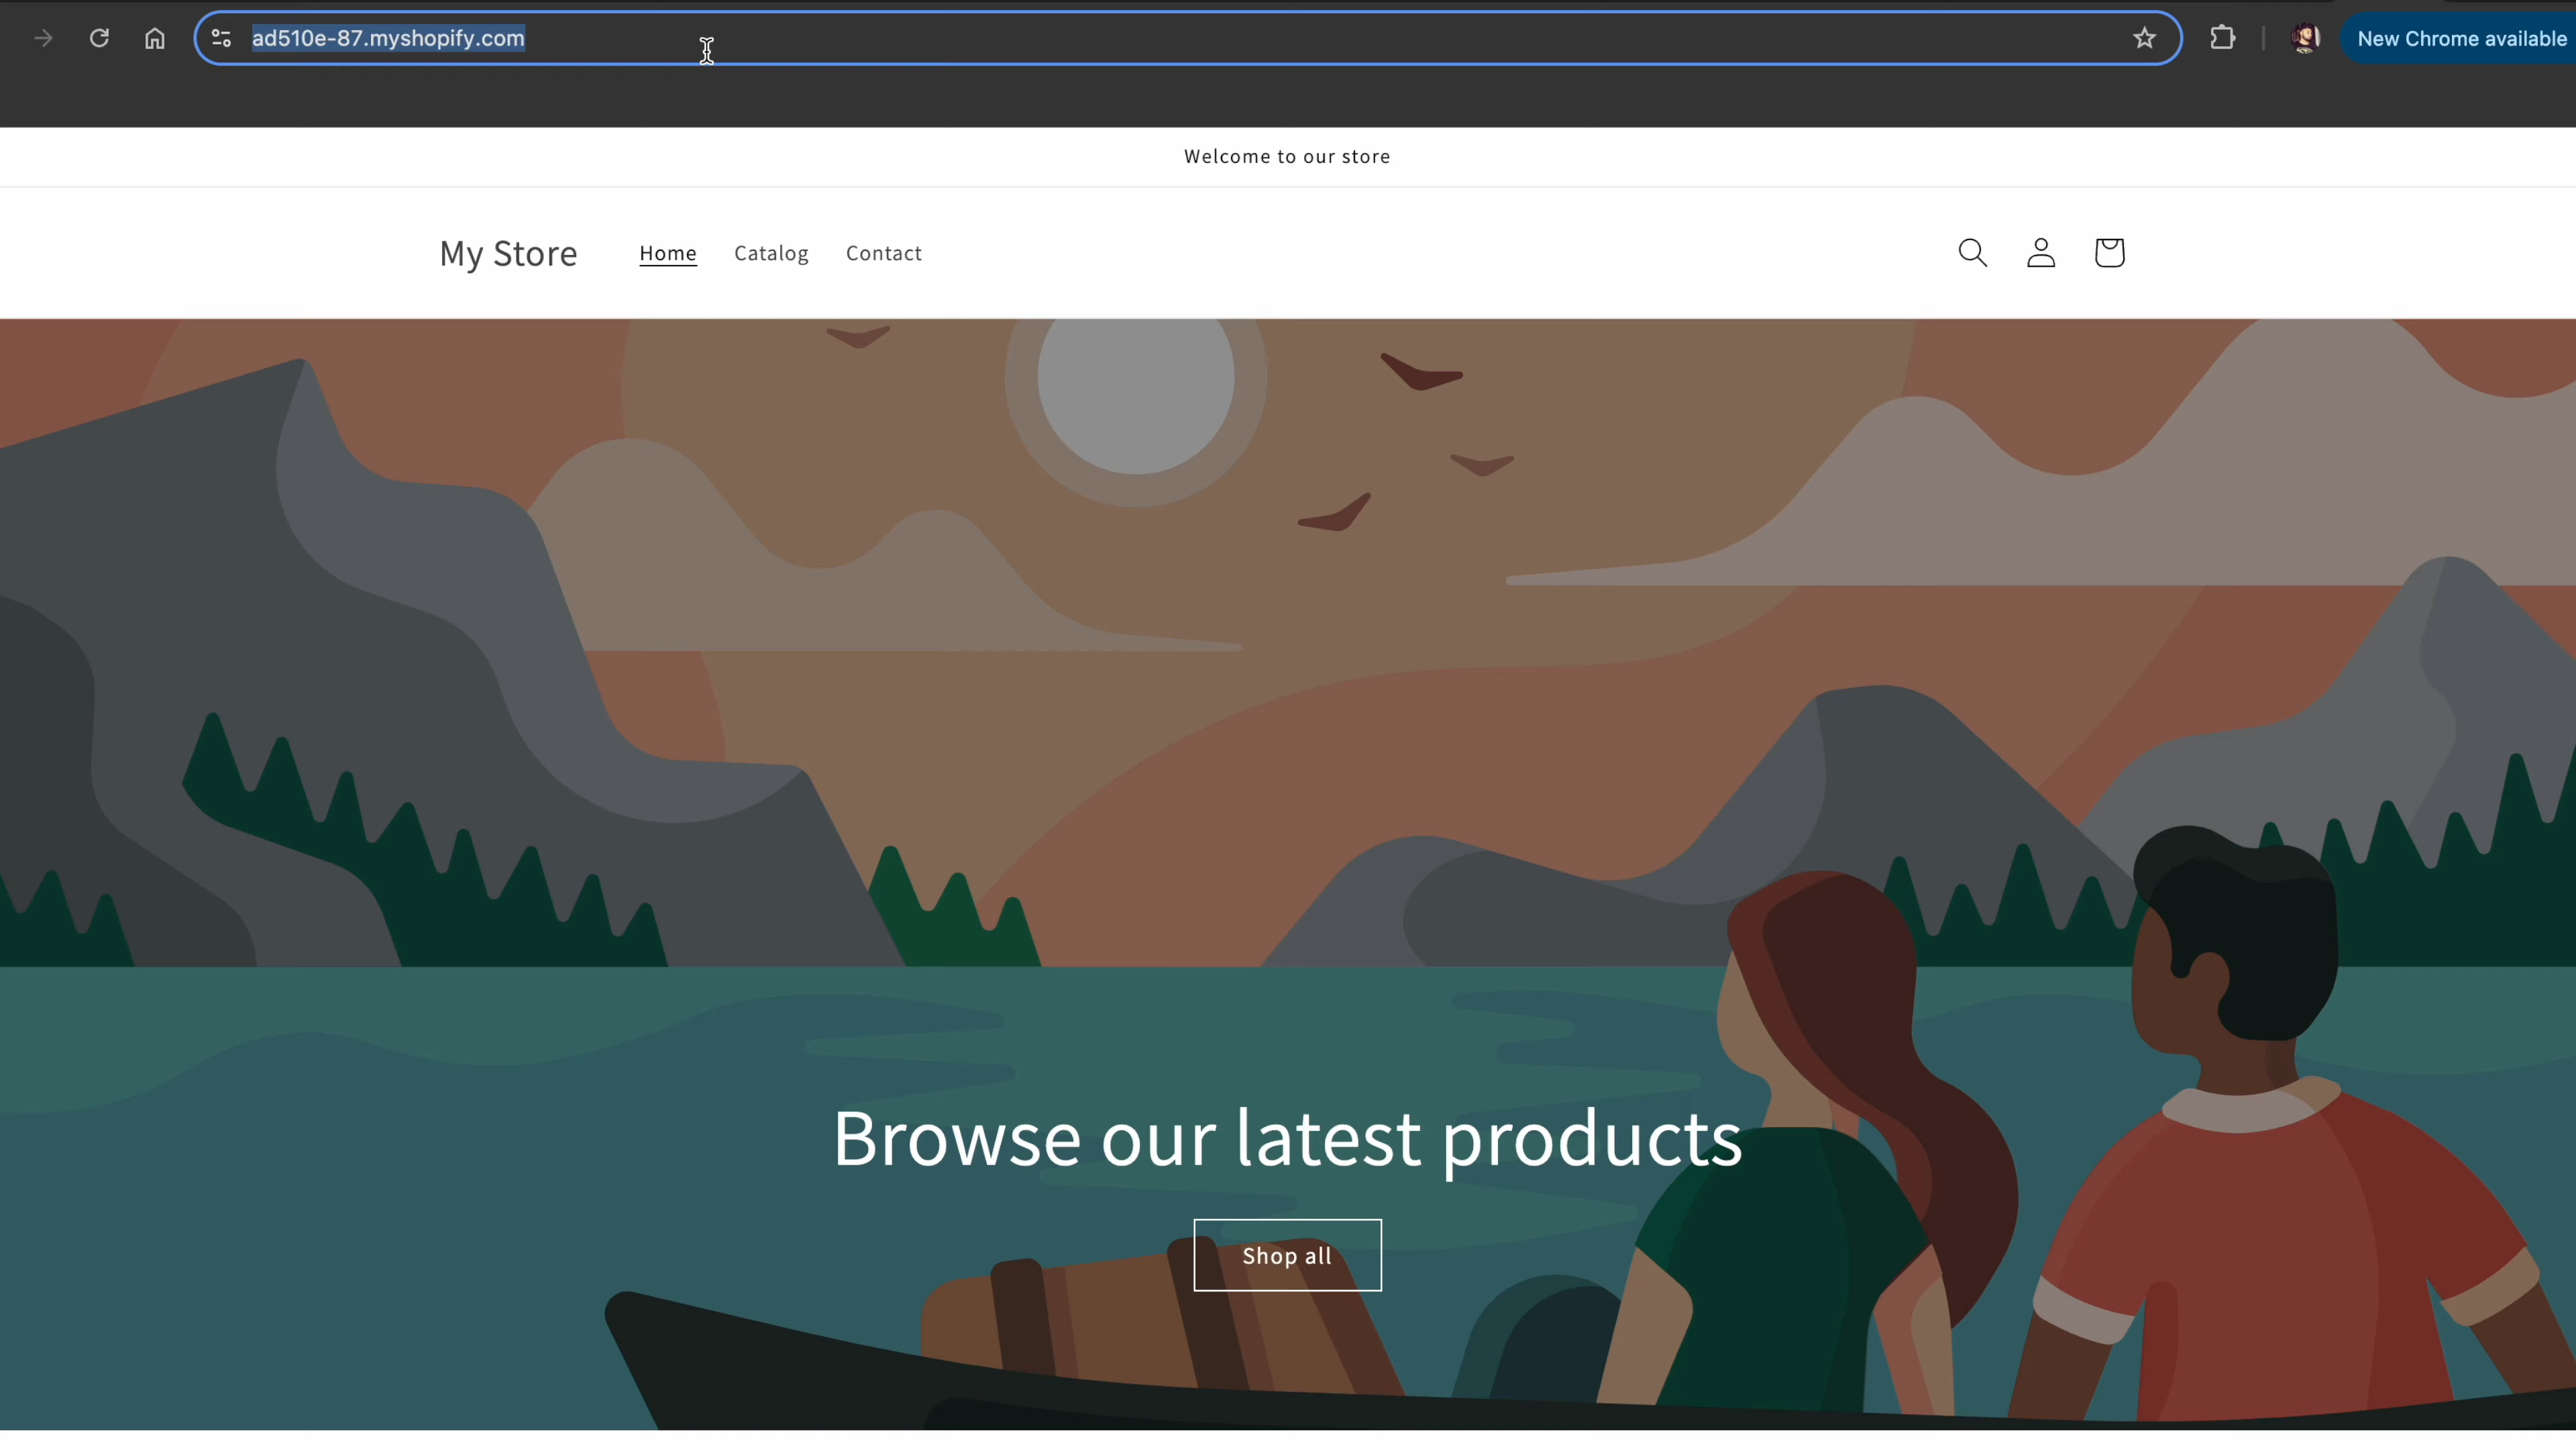 ad510e-87.myshopify.com
New Chrome available
Welcome to our store
My Store
Home
Catalog
Contact
Browse our latest products
Shop all